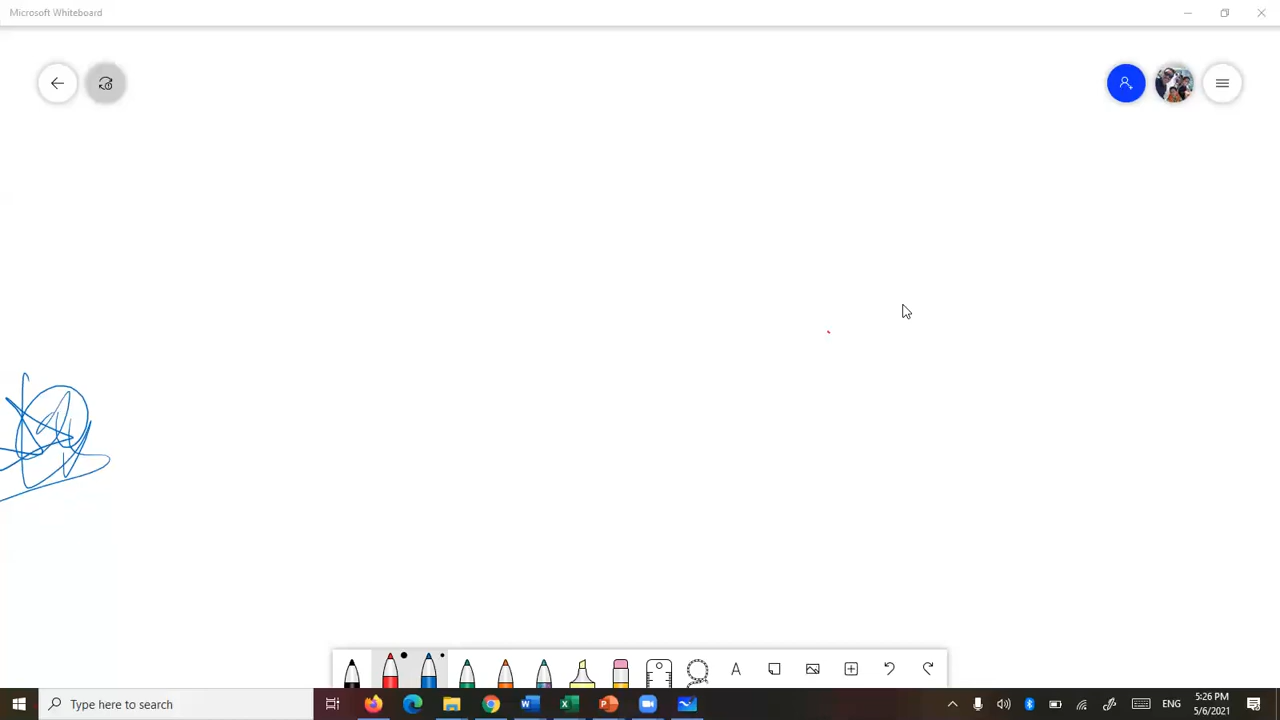 Microsoft Whiteboard
A
Type here to search
ENG
5:26 PM
5/6/2021